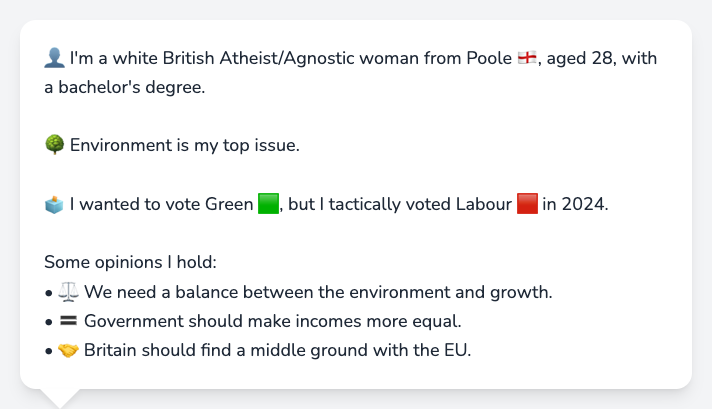 👤 I'm a white British Atheist/Agnostic woman from Poole 🏴󠁧󠁢󠁥󠁮󠁧󠁿, aged 28, with
a bachelor's degree.
🌳 Environment is my top issue.
🗳️ I wanted to vote Green 🟩, but I tactically voted Labour 🟥 in 2024.
Some opinions I hold:
• ⚖️ We need a balance between the environment and growth.
• 🟰 Government should make incomes more equal.
• 🤝 Britain should find a middle ground with the EU.